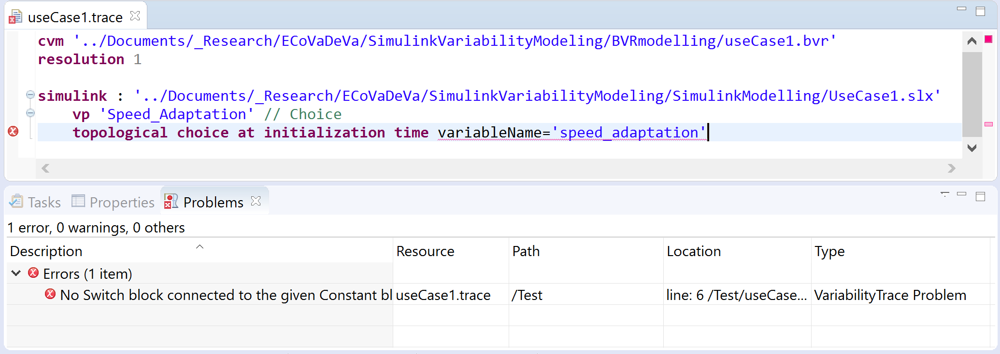 useCase1.trace
cvm '../Documents/_Research/ECoVaDeVa/SimulinkVariabilityModeling/BVRmodelling/useCase1.bvr'
resolution 1
simulink : '../Documents/_Research/ECoVaDeVa/SimulinkVariabilityModeling/SimulinkModelling/UseCase1.slx'
vp 'Speed_Adaptation' // Choice
topological choice at initialization time variableName='speed_adaptation'
Tasks Properties Problems
1 error, 0 warnings, 0 others
Description Resource Path Location Type
Errors (1 item)
No Switch block connected to the given Constant bl useCase1.trace /Test line: 6 /Test/useCase... VariabilityTrace Problem